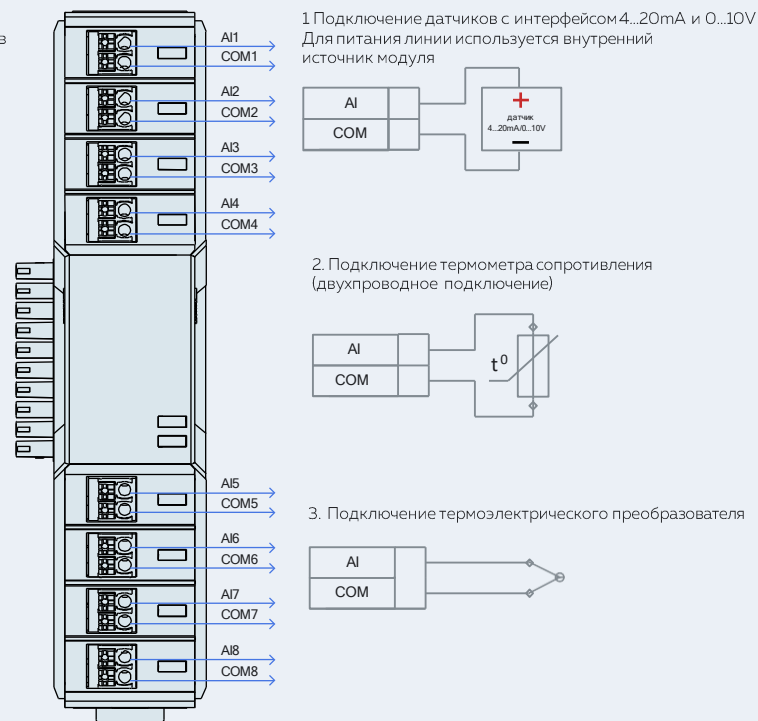 в
AI1
COM1
AI2
COM2
AI3
COM3
AI4
COM4
AI5
COM5
AI6
COM6
AI7
COM7
AI8
COM8
1 Подключение датчиков с интерфейсом 4...20mA и 0...10V
Для питания линии используется внутренний
источник модуля
AI
COM
+
датчик
4...20mA/0...10V
–
2. Подключение термометра сопротивления
(двухпроводное подключение)
AI
COM
t⁰
3. Подключение термоэлектрического преобразователя
AI
COM